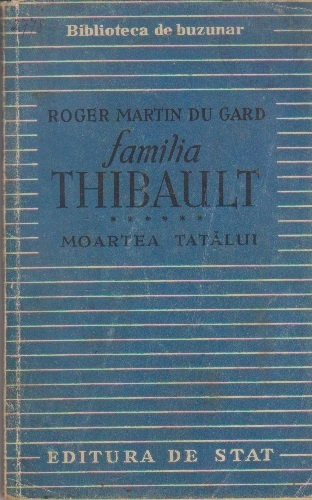 Biblioteca de buzunar
ROGER MARTIN DU GARD
familia
THIBAULT
******
MOARTEA TATĂLUI
EDITURA DE STAT